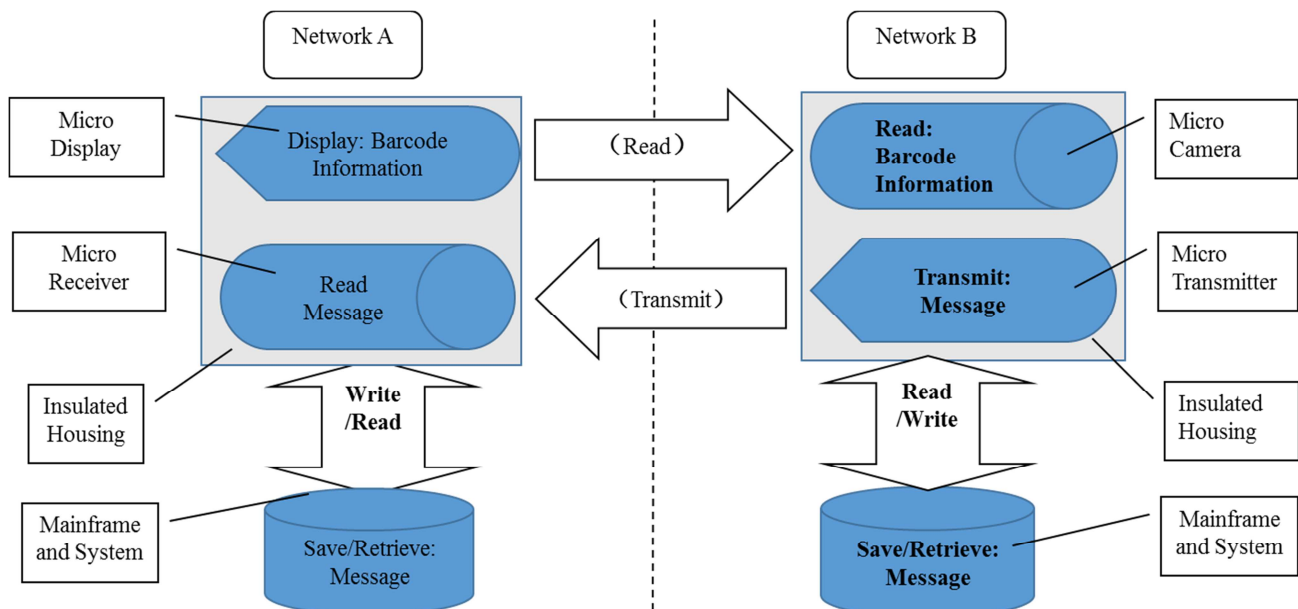 Network A
Network B
Micro
Display
Display: Barcode
Information
（Read）
Read:
Barcode
Information
Micro
Camera
Micro
Receiver
Read
Message
（Transmit）
Transmit:
Message
Micro
Transmitter
Insulated
Housing
Write
/Read
Read
/Write
Insulated
Housing
Mainframe
and System
Save/Retrieve:
Message
Save/Retrieve:
Message
Mainframe
and System